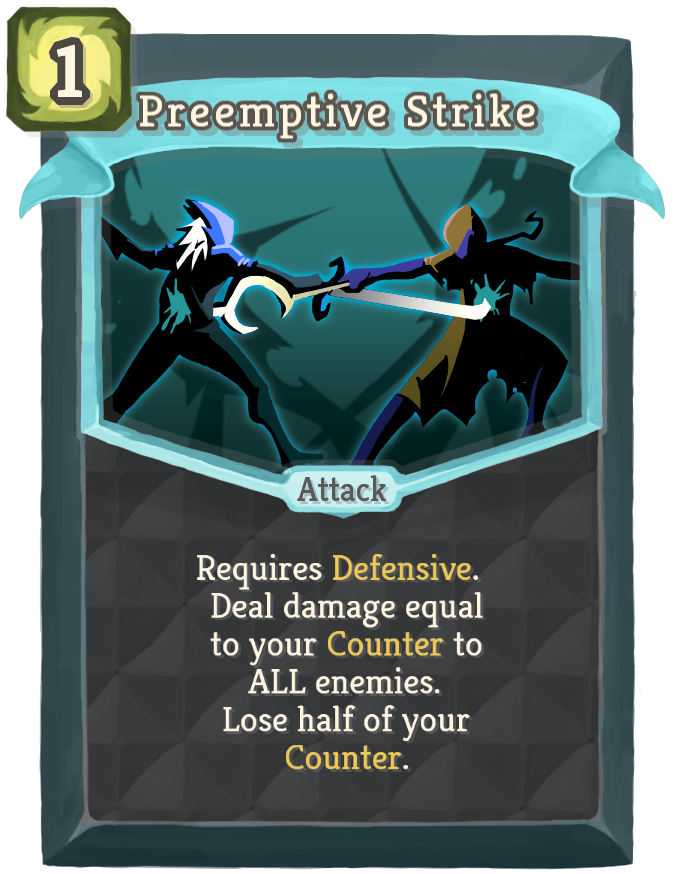 1
Preemptive Strike
Attack
Requires Defensive.
Deal damage equal
to your Counter to
ALL enemies.
Lose half of your
Counter.